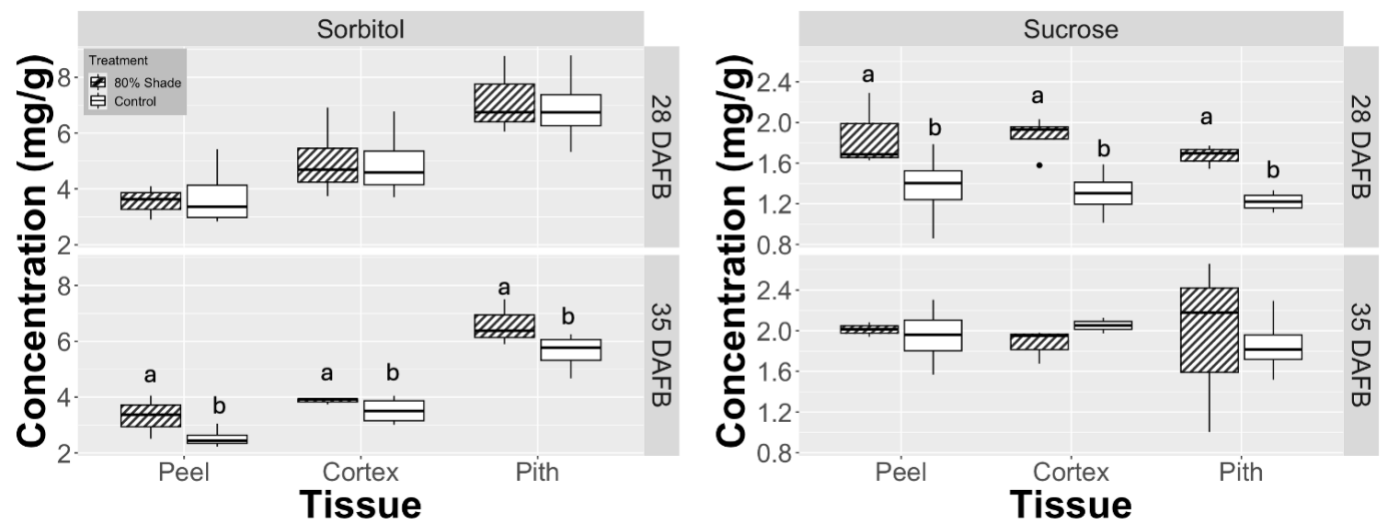 Sorbitol
Treatment
80% Shade
Control
Concentration (mg/g)
8
6
4
2
28 DAFB
8
6
4
2
a
b
a
b
a
b
35 DAFB
Peel
Cortex
Pith
Tissue
Sucrose
Concentration (mg/g)
2.4
2.0
1.6
1.2
0.8
a
b
a
b
a
b
28 DAFB
2.4
2.0
1.6
1.2
0.8
35 DAFB
Peel
Cortex
Pith
Tissue